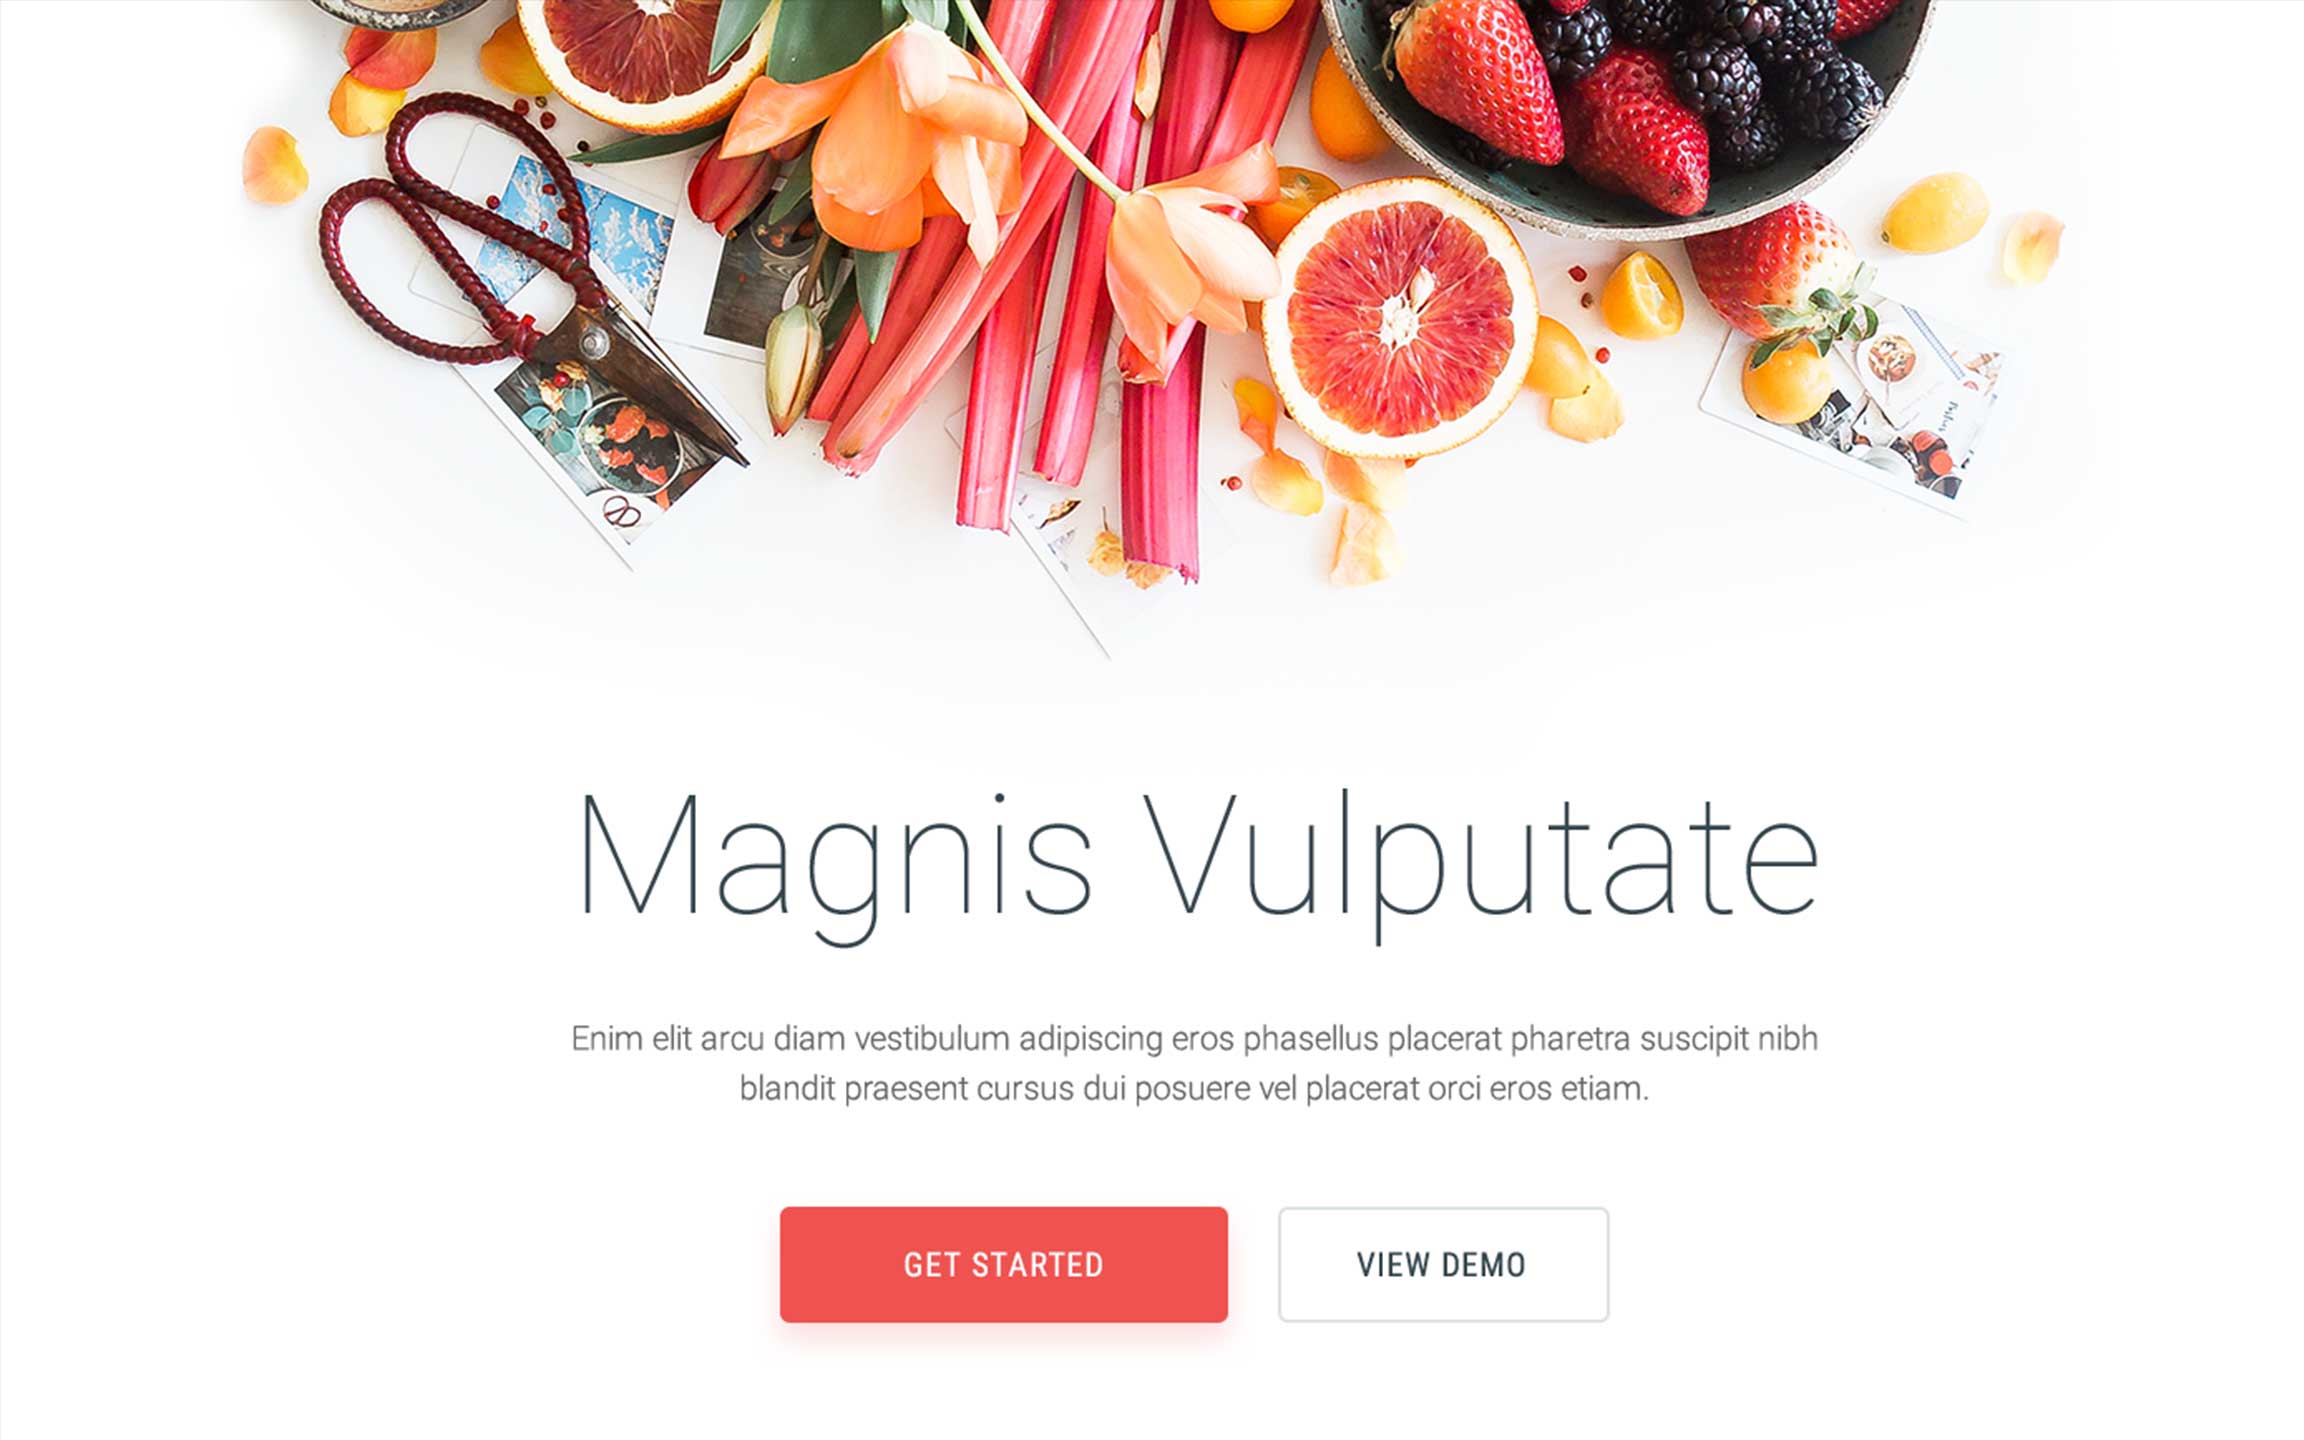 Magnis Vulputate
Enim elit arcu diam vestibulum adipiscing eros phasellus placerat pharetra suscipit nibh
blandit praesent cursus dui posuere vel placerat orci eros etiam.
GET STARTED
VIEW DEMO